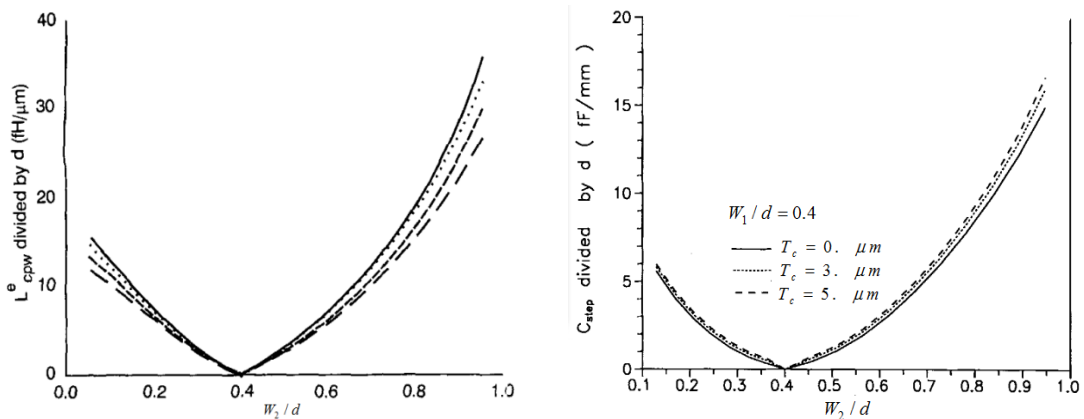 40
30
20
10
0
L^e_cpw divided by d (fH/μm)
0.0 0.2 0.4 0.6 0.8 1.0
W_2 / d
20
15
10
5
0
C_step divided by d ( fF/mm )
W_1 / d = 0.4
T_c = 0. μm
T_c = 3. μm
T_c = 5. μm
0.1 0.2 0.3 0.4 0.5 0.6 0.7 0.8 0.9 1.0
W_2 / d